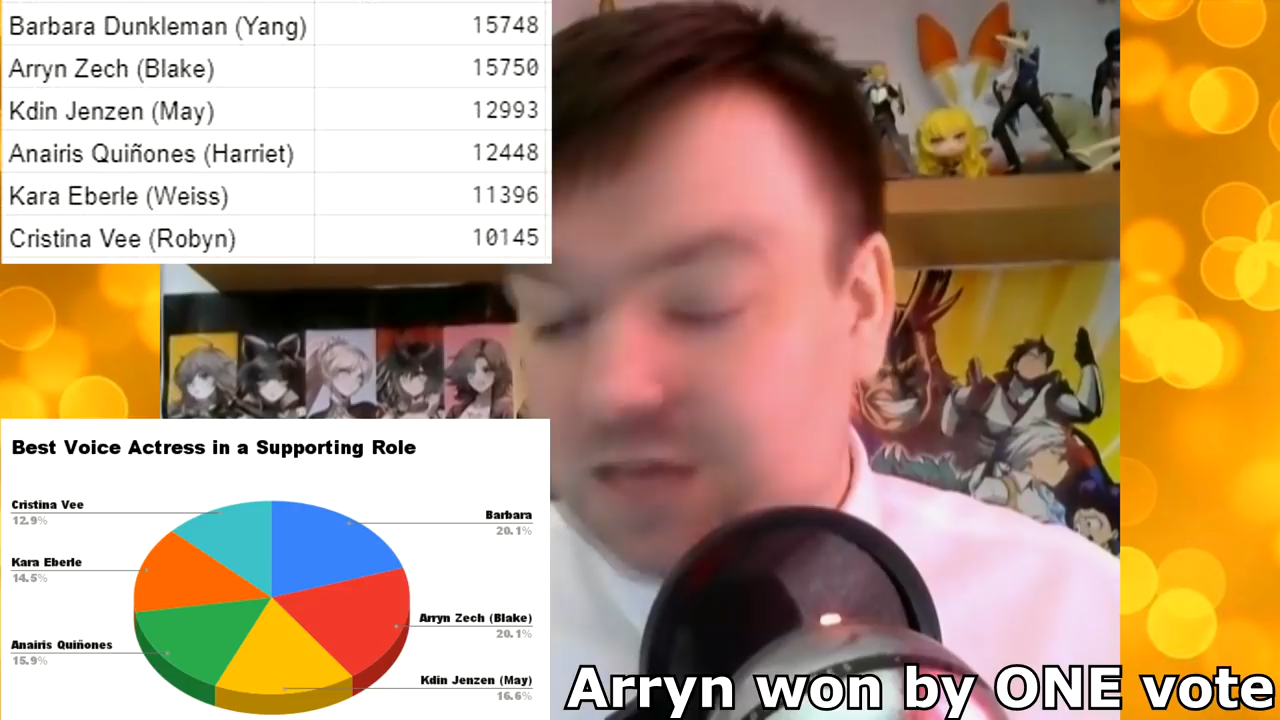 Barbara Dunkleman (Yang) 15748
Arryn Zech (Blake) 15750
Kdin Jenzen (May) 12993
Anairis Quiñones (Harriet) 12448
Kara Eberle (Weiss) 11396
Cristina Vee (Robyn) 10145
Best Voice Actress in a Supporting Role
Cristina Vee
12.9%
Barbara
20.1%
Kara Eberle
14.5%
Arryn Zech (Blake)
20.1%
Anairis Quiñones
15.9%
Kdin Jenzen (May)
16.6%
Arryn won by ONE vote